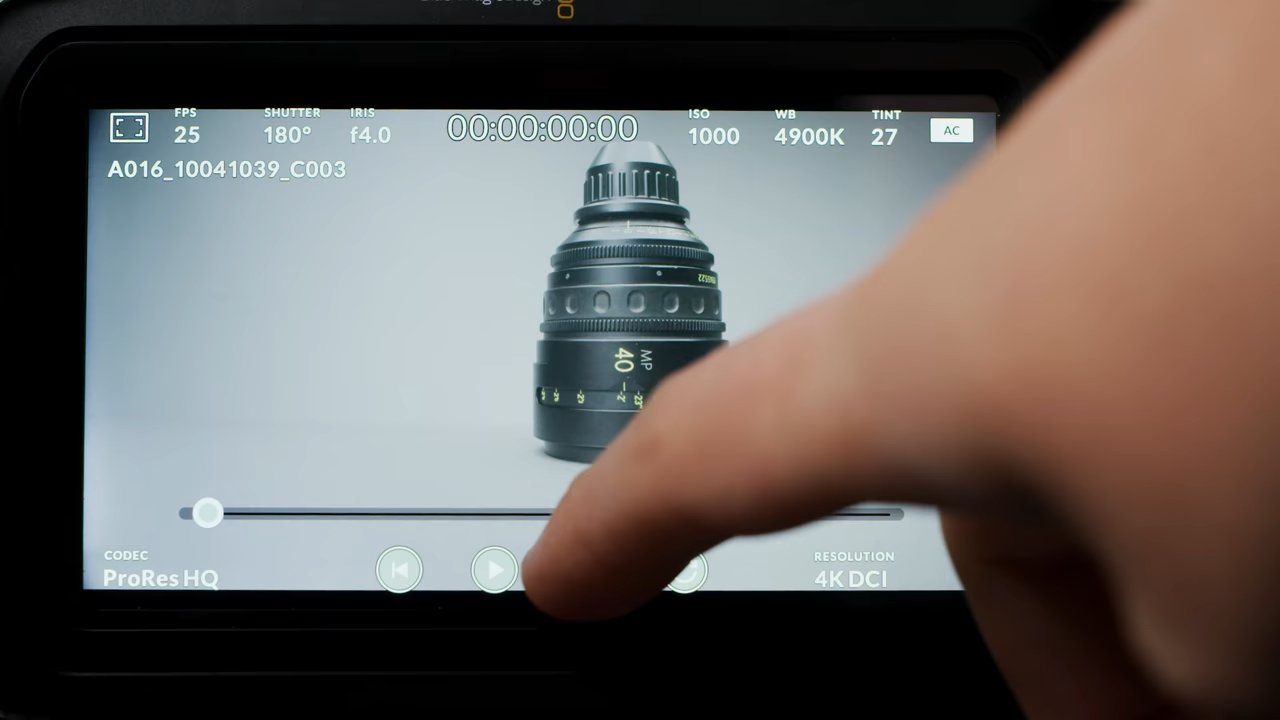 FPS SHUTTER IRIS ISO WB TINT
25 180° f4.0 00:00:00:00 1000 4900K 27 AC
A016_10041039_C003
40 MP
CODEC RESOLUTION
ProRes HQ 4K DCI